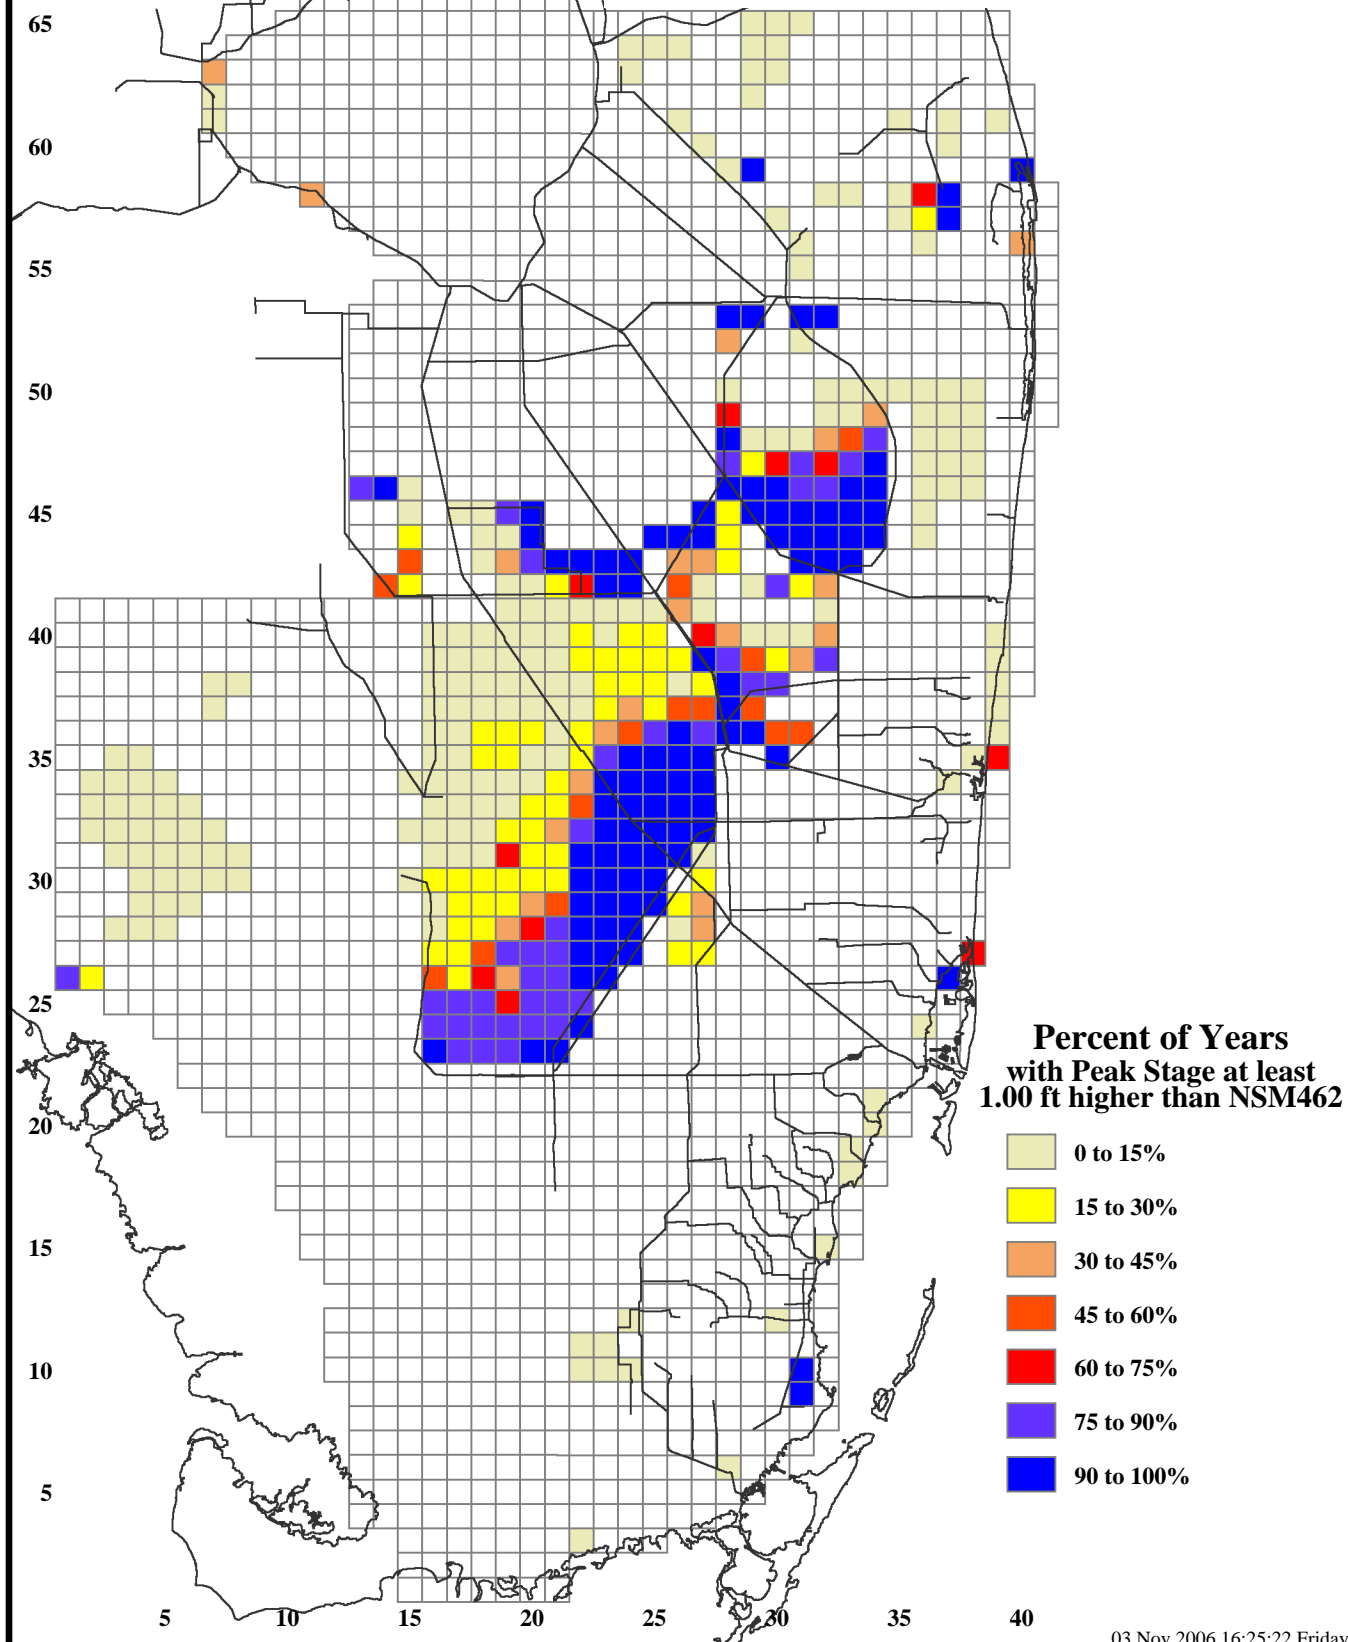 65
60
55
50
45
40
35
30
25
20
15
10
5
Percent of Years
with Peak Stage at least
1.00 ft higher than NSM462
0 to 15%
15 to 30%
30 to 45%
45 to 60%
60 to 75%
75 to 90%
90 to 100%
5 10 15 20 25 30 35 40
03 Nov 2006 16:25:22 Friday